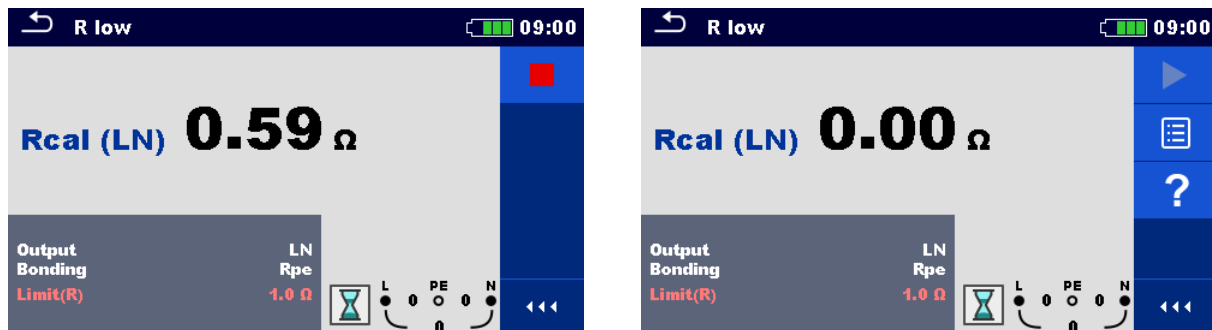 R low 09:00
Rcal (LN) 0.59 Ω
Output LN
Bonding Rpe
Limit(R) 1.0 Ω
L PE N
0 0
0
R low 09:00
Rcal (LN) 0.00 Ω
?
Output LN
Bonding Rpe
Limit(R) 1.0 Ω
L PE N
0 0
0